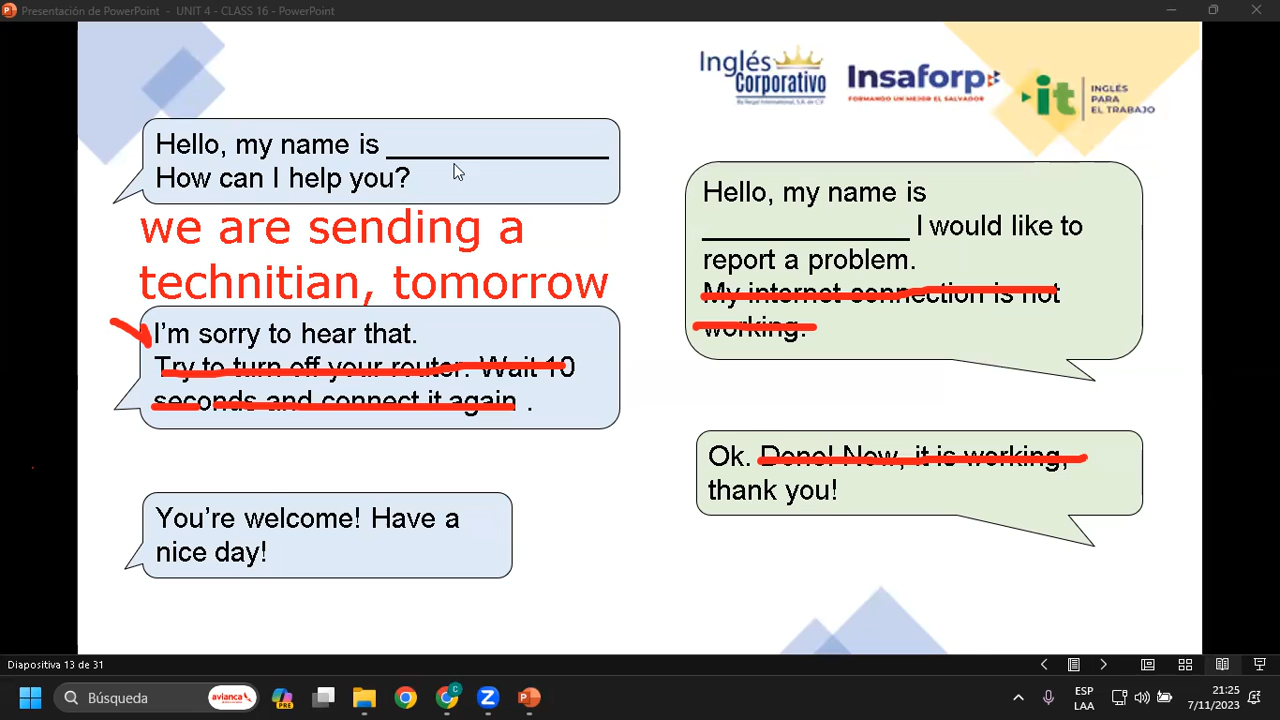 Presentación de PowerPoint - UNIT 4 - CLASS 16 - PowerPoint
Inglés
Corporativo
Insaforp
FORMANDO UN MEJOR EL SALVADOR
it
INGLÉS
PARA
EL TRABAJO
Hello, my name is ______________
How can I help you?
Hello, my name is
_____________ I would like to
report a problem.
My internet connection is not
working.
we are sending a
technitian, tomorrow
I'm sorry to hear that.
Try to turn off your router. Wait 10
seconds and connect it again .
Ok. Done! Now, it is working,
thank you!
You're welcome! Have a
nice day!
Diapositiva 13 de 31
Búsqueda
avianca
PRE
ESP
LAA
21:25
7/11/2023